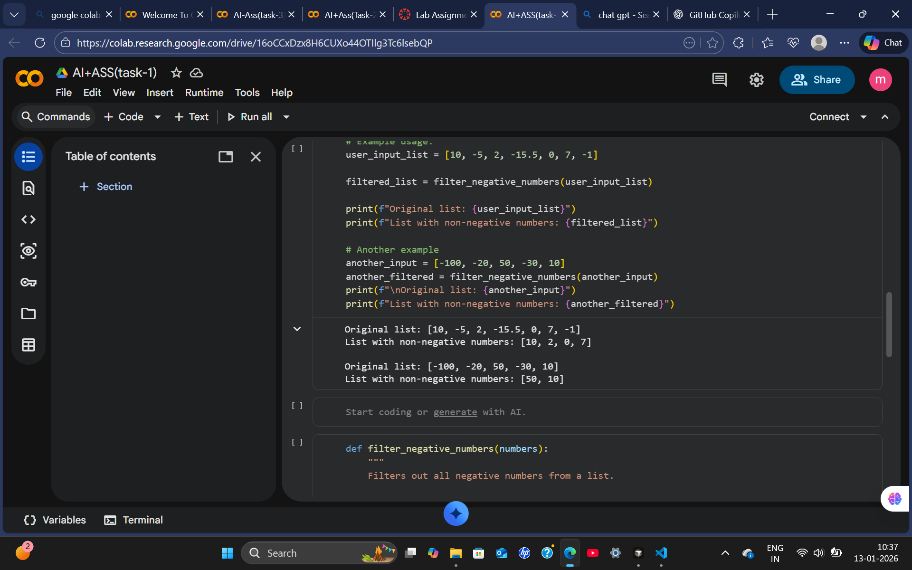 google colab
Welcome To C
AI-Ass(task-3
AI+Ass(Task-2
Lab Assignme
AI+ASS(task-
chat gpt - Sea
GitHub Copil
https://colab.research.google.com/drive/16oCCxDzx8H6CUXo44OTIlg3Tc6IsebQP
Chat
AI+ASS(task-1)
File Edit View Insert Runtime Tools Help
Share
m
Commands + Code + Text Run all
Connect
Table of contents
+ Section
[ ]
# Example usage:
user_input_list = [10, -5, 2, -15.5, 0, 7, -1]
filtered_list = filter_negative_numbers(user_input_list)
print(f"Original list: {user_input_list}")
print(f"List with non-negative numbers: {filtered_list}")
# Another example
another_input = [-100, -20, 50, -30, 10]
another_filtered = filter_negative_numbers(another_input)
print(f"\nOriginal list: {another_input}")
print(f"List with non-negative numbers: {another_filtered}")
Original list: [10, -5, 2, -15.5, 0, 7, -1]
List with non-negative numbers: [10, 2, 0, 7]
Original list: [-100, -20, 50, -30, 10]
List with non-negative numbers: [50, 10]
[ ]
Start coding or generate with AI.
[ ]
def filter_negative_numbers(numbers):
"""
Filters out all negative numbers from a list.
Variables
Terminal
2
Search
ENG
IN
10:37
13-01-2026